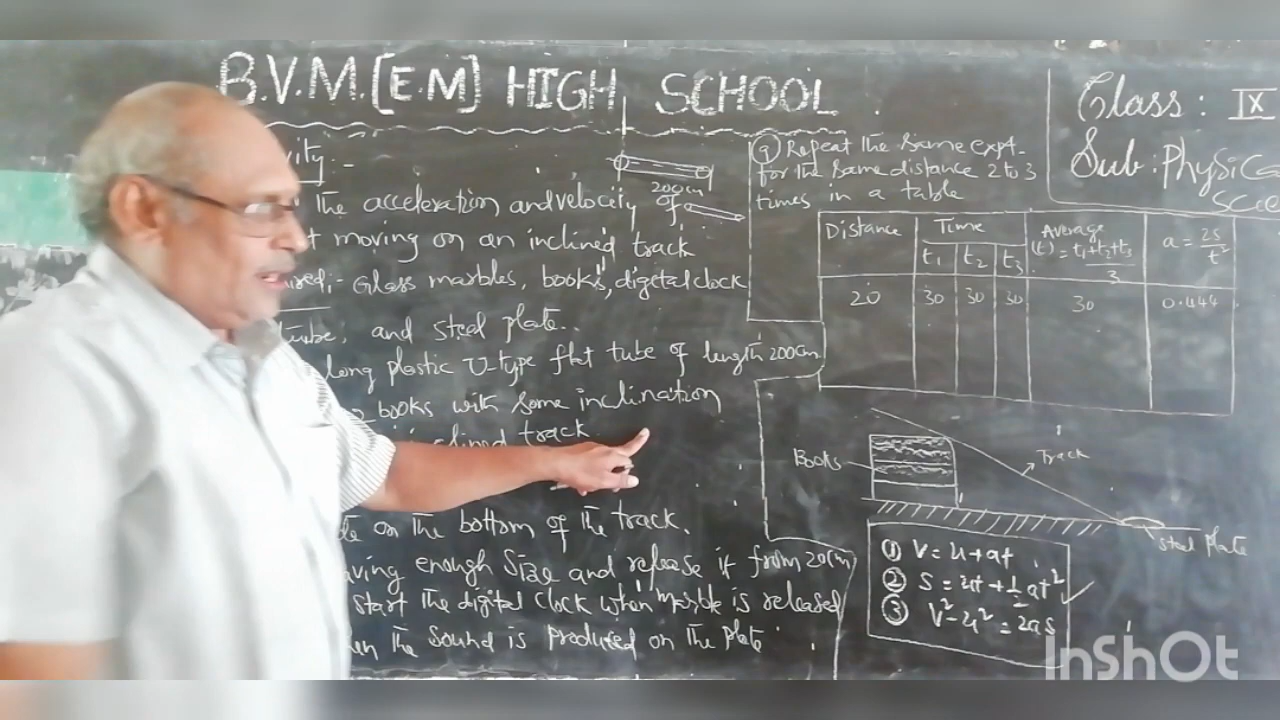 B.V.M. [E.M] HIGH SCHOOL
Class: IX
Sub: Physical
vity:-
200cm
The acceleration and velocity of
moving on an inclined track
ired:- Glass marbles, books, digital clock
tube, and steel plate..
long plastic U-type flat tube of length 200cm
2 books with some inclination
clined track.
on the bottom of the track.
aving enough Size and release it from 20cm
start the digital clock when marble is released
en the sound is produced on the plate
9 Repeat the same expt.
for the same distance 2 to 3
times in a table
Distance Time Average a = 2s/t²
t1 t2 t3 (t) = t1+t2+t3/3
20 30 30 30 30 0.444
Books
Track
Steel Plate
① V = u + at
② S = ut + 1/2 at²
③ V² - u² = 2as
InShOt